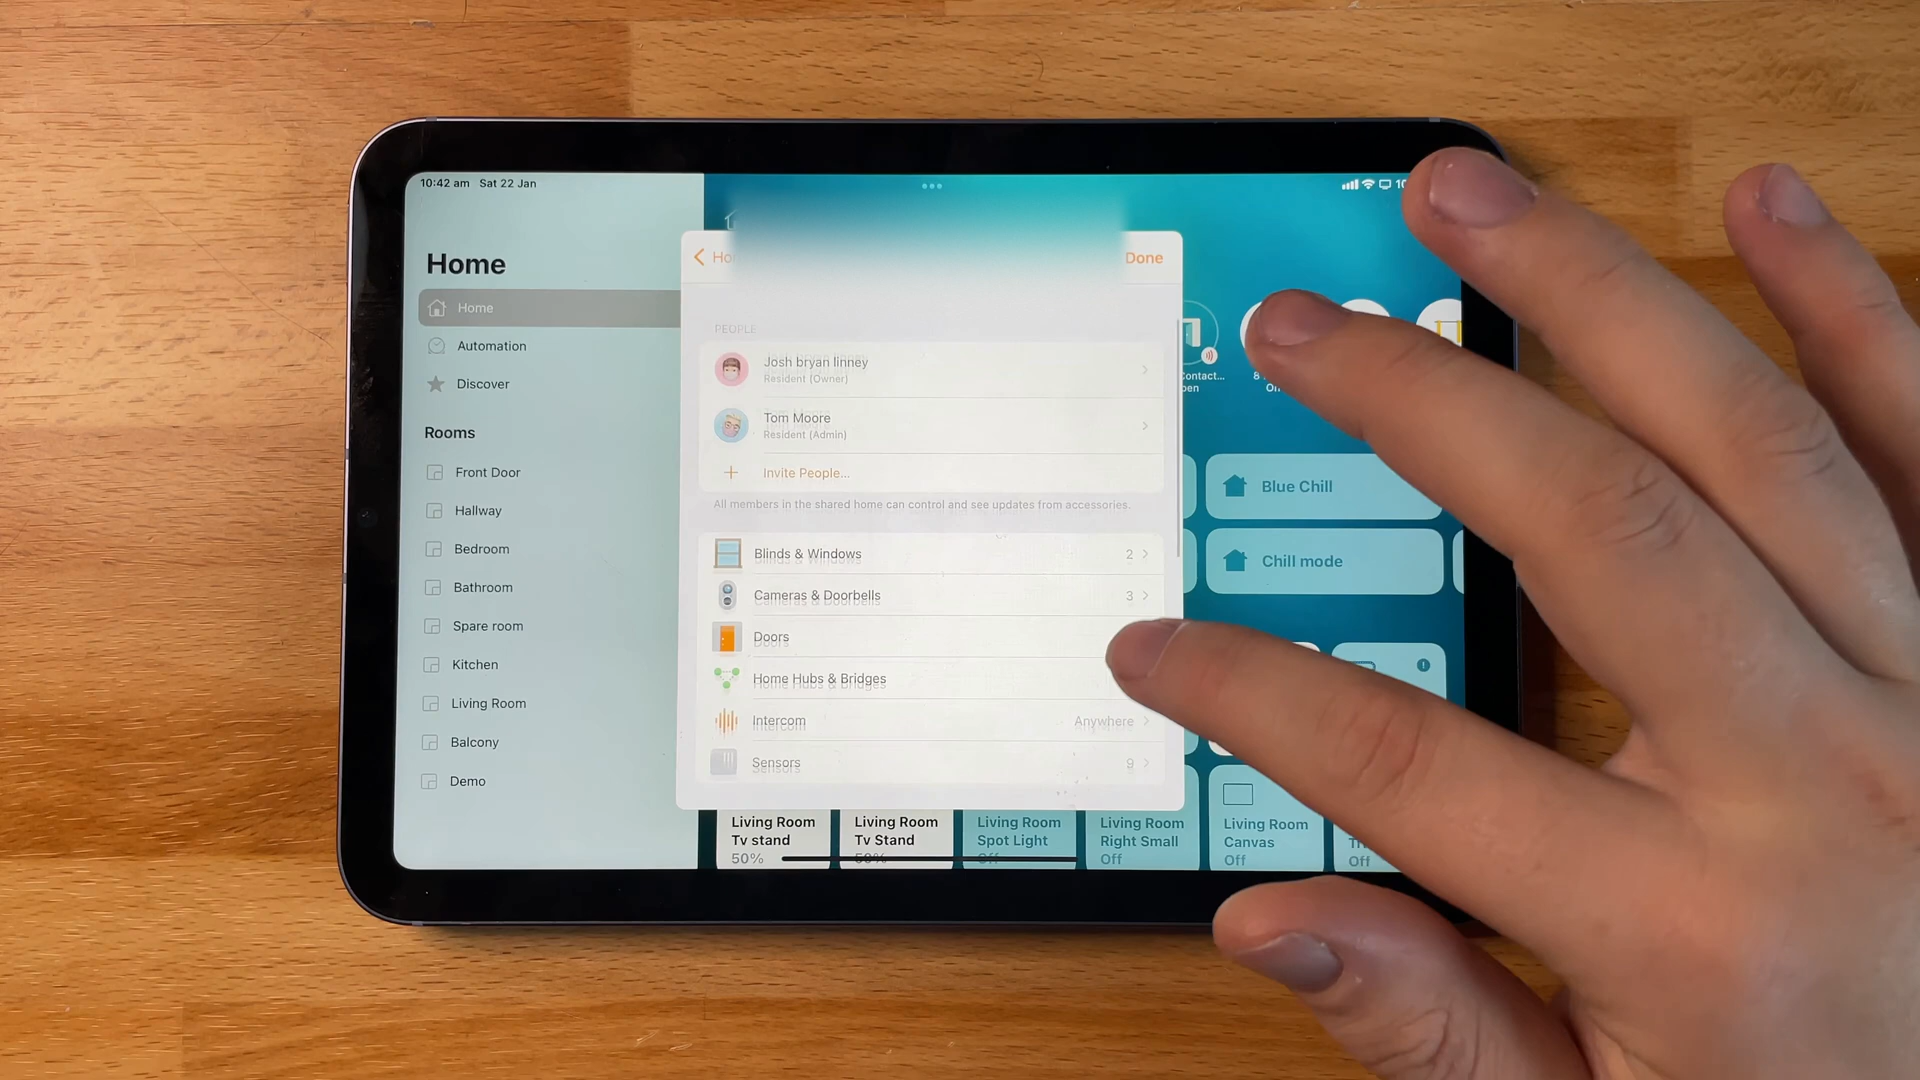 10:42 am Sat 22 Jan
Home
Home
Automation
Discover
Rooms
Front Door
Hallway
Bedroom
Bathroom
Spare room
Kitchen
Living Room
Balcony
Demo
Done
PEOPLE
Josh bryan linney
Resident (Owner)
Tom Moore
Resident (Admin)
+ Invite People...
All members in the shared home can control and see updates from accessories.
Blinds & Windows 2
Cameras & Doorbells 3
Doors
Home Hubs & Bridges
Intercom Anywhere
Sensors 9
Blue Chill
Chill mode
Living Room
Tv stand
50%
Living Room
Tv Stand
50%
Living Room
Spot Light
Off
Living Room
Right Small
Off
Living Room
Canvas
Off
Off